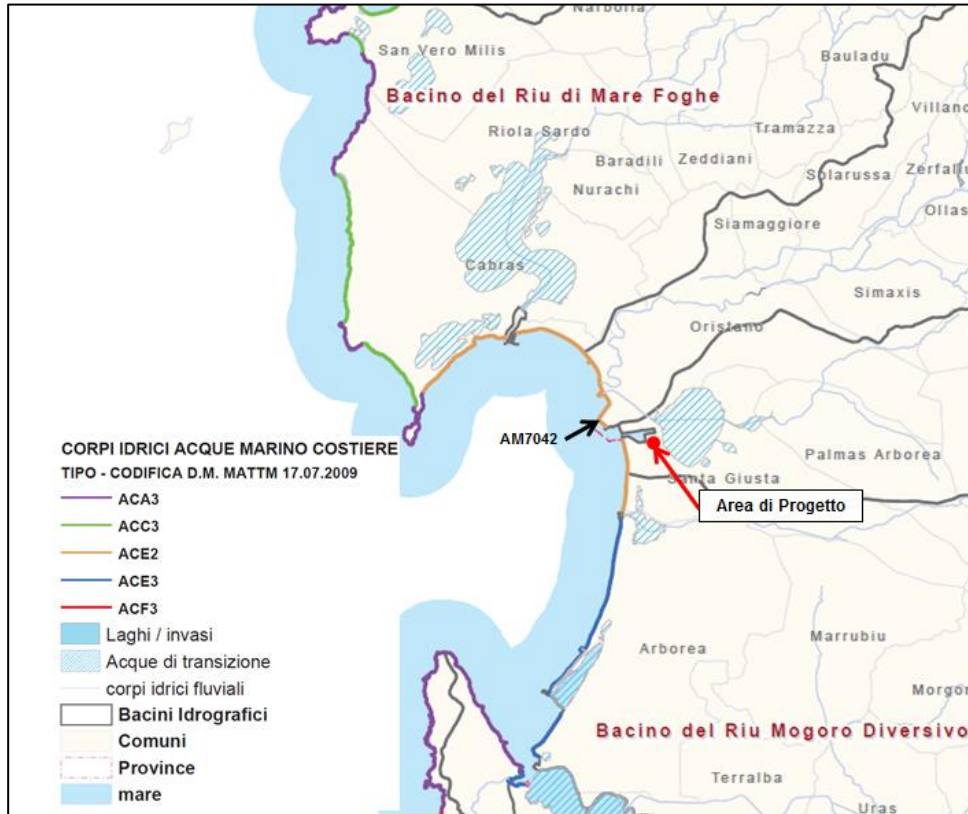 Narbolia
San Vero Milis
Bauladu
Bacino del Riu di Mare Foghe
Villano
Riola Sardo
Tramazza
Baradili
Zeddiani
Solarussa
Zerfaliu
Nurachi
Ollas
Siamaggiore
Cabras
Simaxis
Oristano
AM7042
Palmas Arborea
Santa Giusta
Area di Progetto
CORPI IDRICI ACQUE MARINO COSTIERE
TIPO - CODIFICA D.M. MATTM 17.07.2009
ACA3
ACC3
ACE2
ACE3
ACF3
Laghi / invasi
Acque di transizione
corpi idrici fluviali
Bacini Idrografici
Comuni
Province
mare
Arborea
Marrubiu
Morgon
Bacino del Riu Mogoro Diversivo
Terralba
Uras